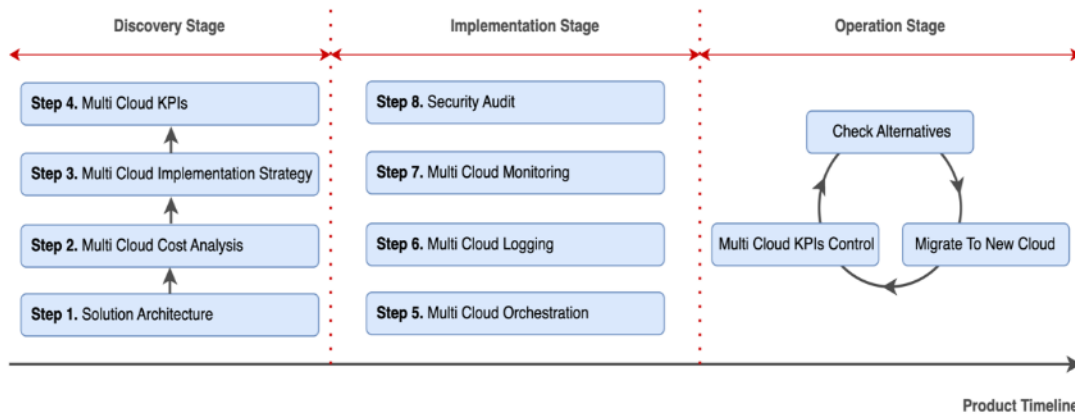 Discovery Stage
Implementation Stage
Operation Stage
Step 4. Multi Cloud KPIs
Step 3. Multi Cloud Implementation Strategy
Step 2. Multi Cloud Cost Analysis
Step 1. Solution Architecture
Step 8. Security Audit
Step 7. Multi Cloud Monitoring
Step 6. Multi Cloud Logging
Step 5. Multi Cloud Orchestration
Check Alternatives
Multi Cloud KPIs Control
Migrate To New Cloud
Product Timeline